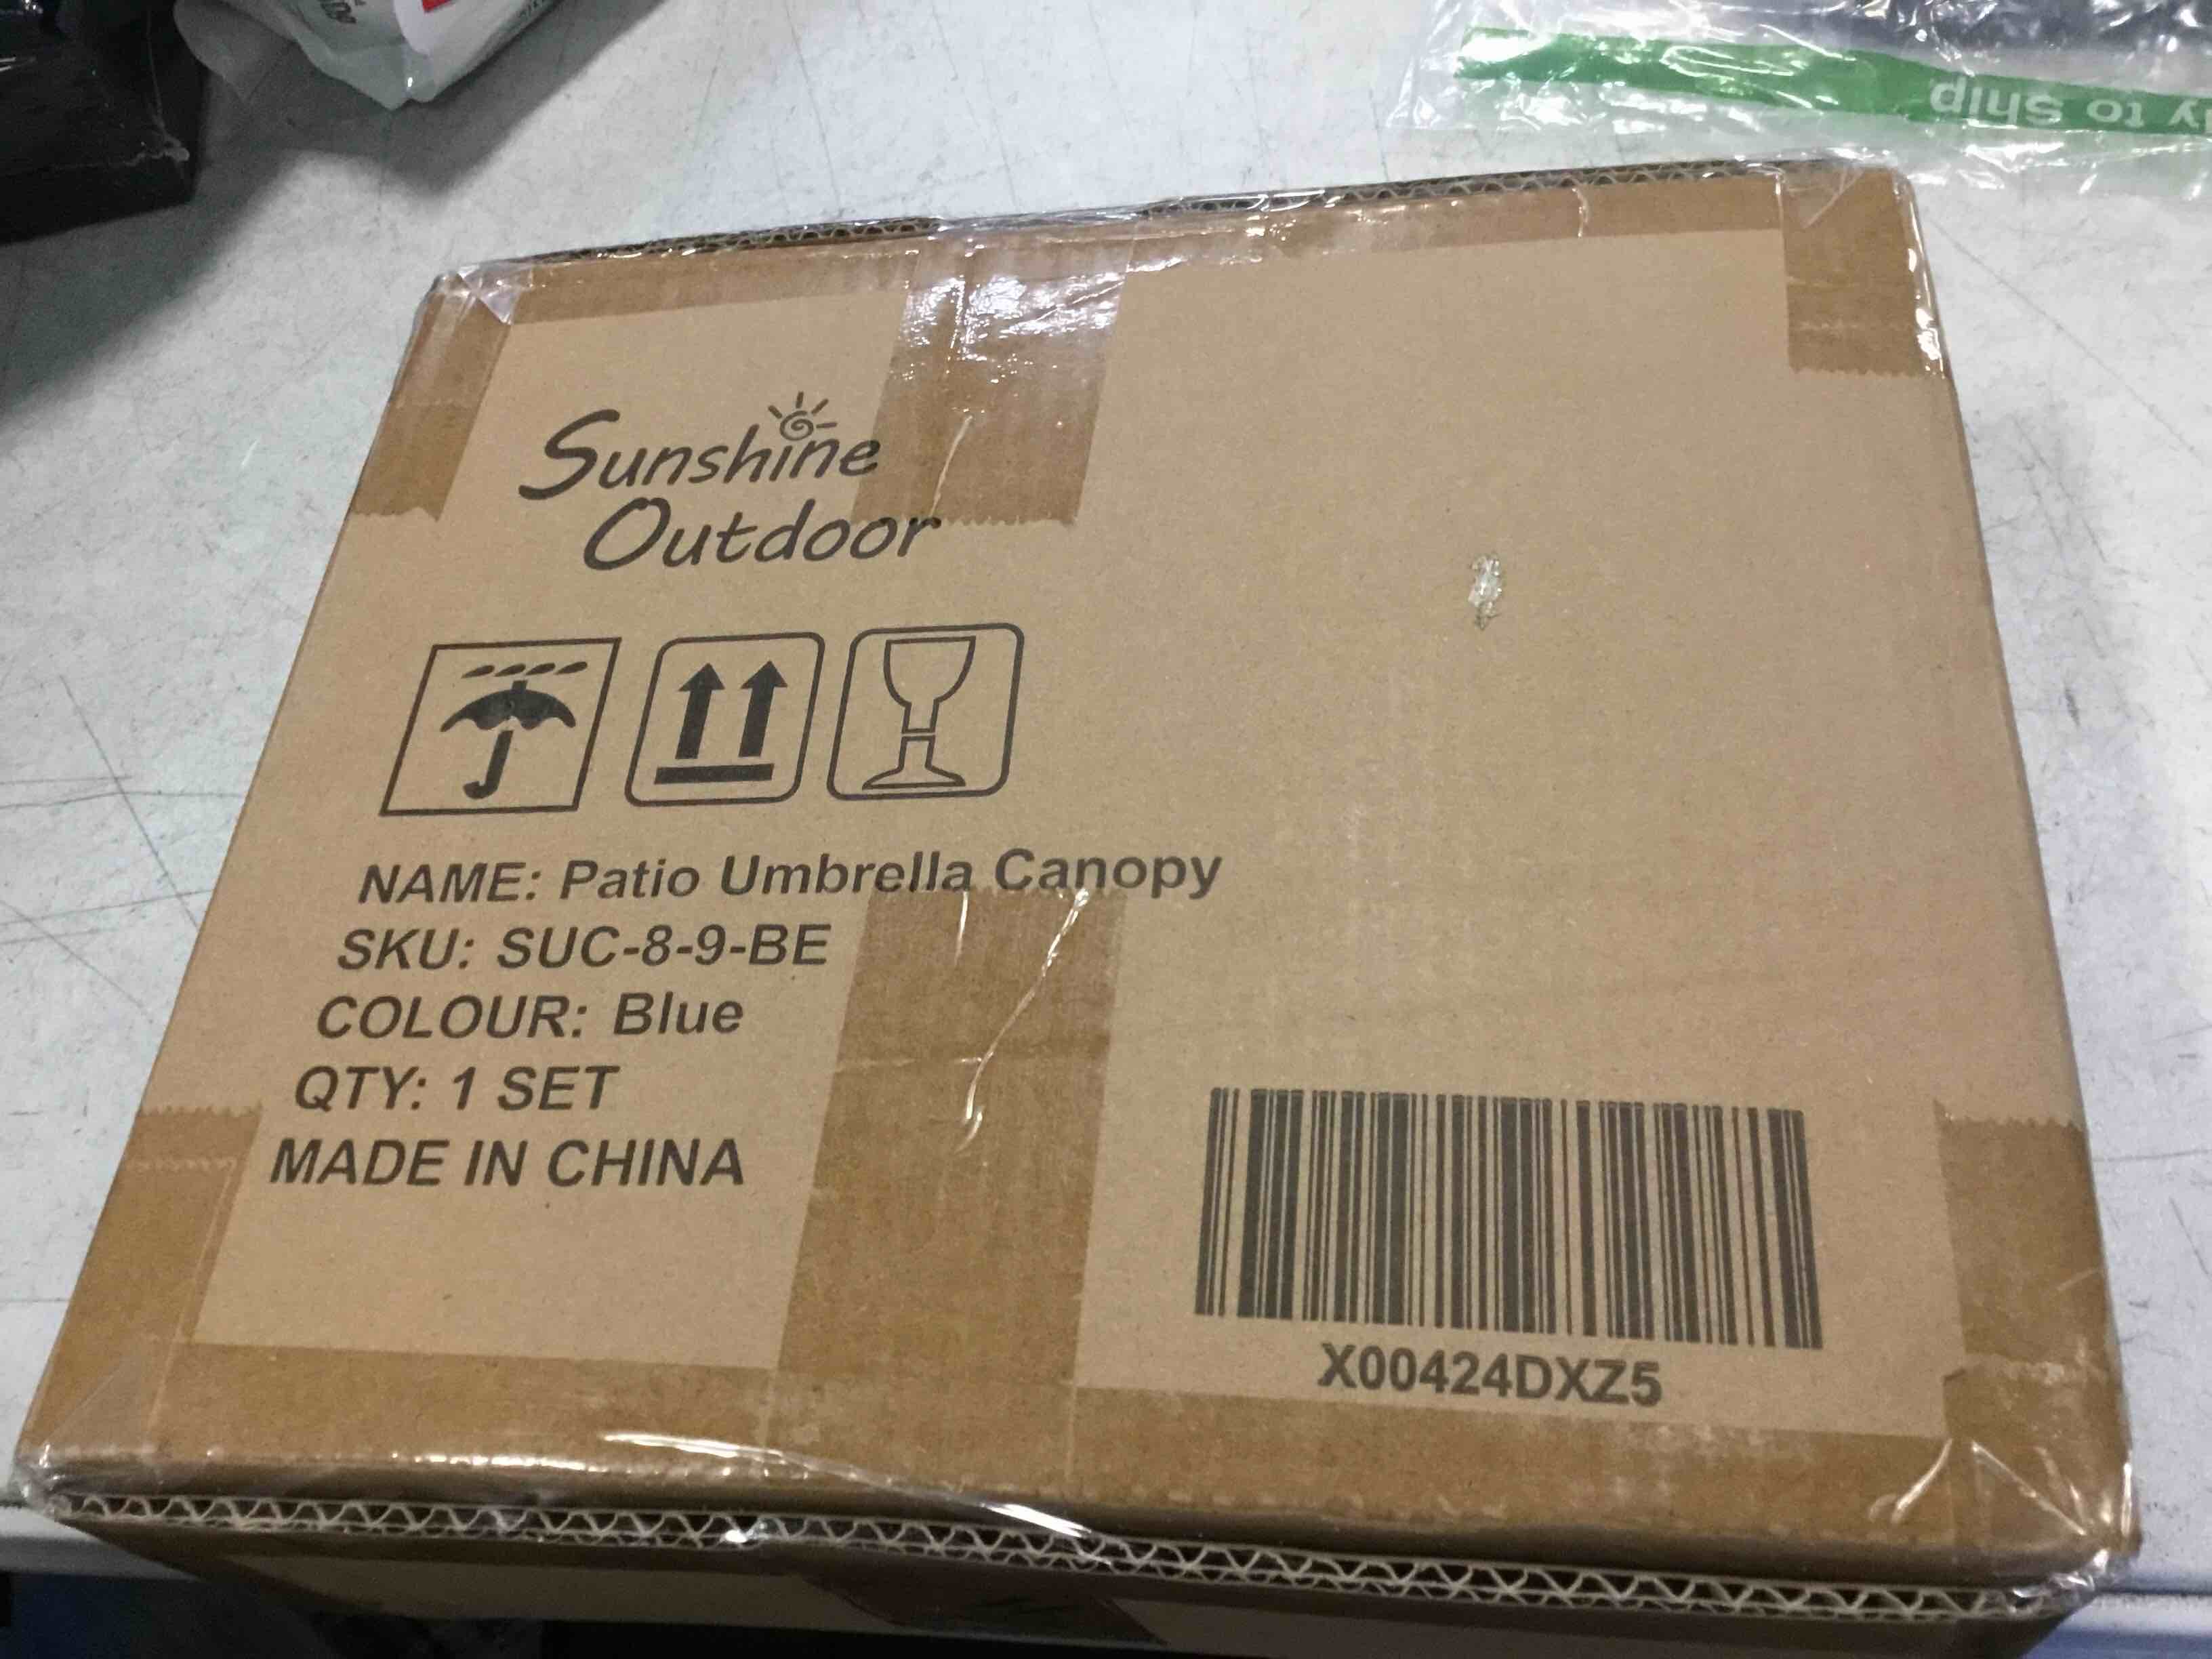 y to Ship
Sunshine
Outdoor
NAME: Patio Umbrella Canopy
SKU: SUC-8-9-BE
COLOUR: Blue
QTY: 1 SET
MADE IN CHINA
X00424DXZ5